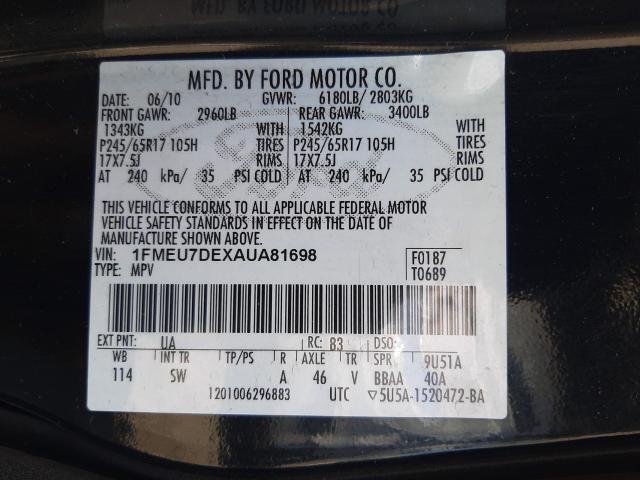 MFD. BY FORD MOTOR CO.
DATE: 06/10 GVWR: 6180LB/ 2803KG
FRONT GAWR: 2960LB REAR GAWR: 3400LB
1343KG WITH 1542KG WITH
P245/65R17 105H TIRES P245/65R17 105H TIRES
17X7.5J RIMS 17X7.5J RIMS
AT 240 kPa/ 35 PSI COLD AT 240 kPa/ 35 PSI COLD
THIS VEHICLE CONFORMS TO ALL APPLICABLE FEDERAL MOTOR
VEHICLE SAFETY STANDARDS IN EFFECT ON THE DATE OF
MANUFACTURE SHOWN ABOVE.
VIN: 1FMEU7DEXAUA81698 F0187
TYPE: MPV T0689
EXT PNT: UA RC: 83 DSO:
WB INT TR TP/PS R AXLE TR SPR 9U51A
114 SW A 46 V BBAA 40A
1201006296883 UTC ▽5U5A-1520472-BA